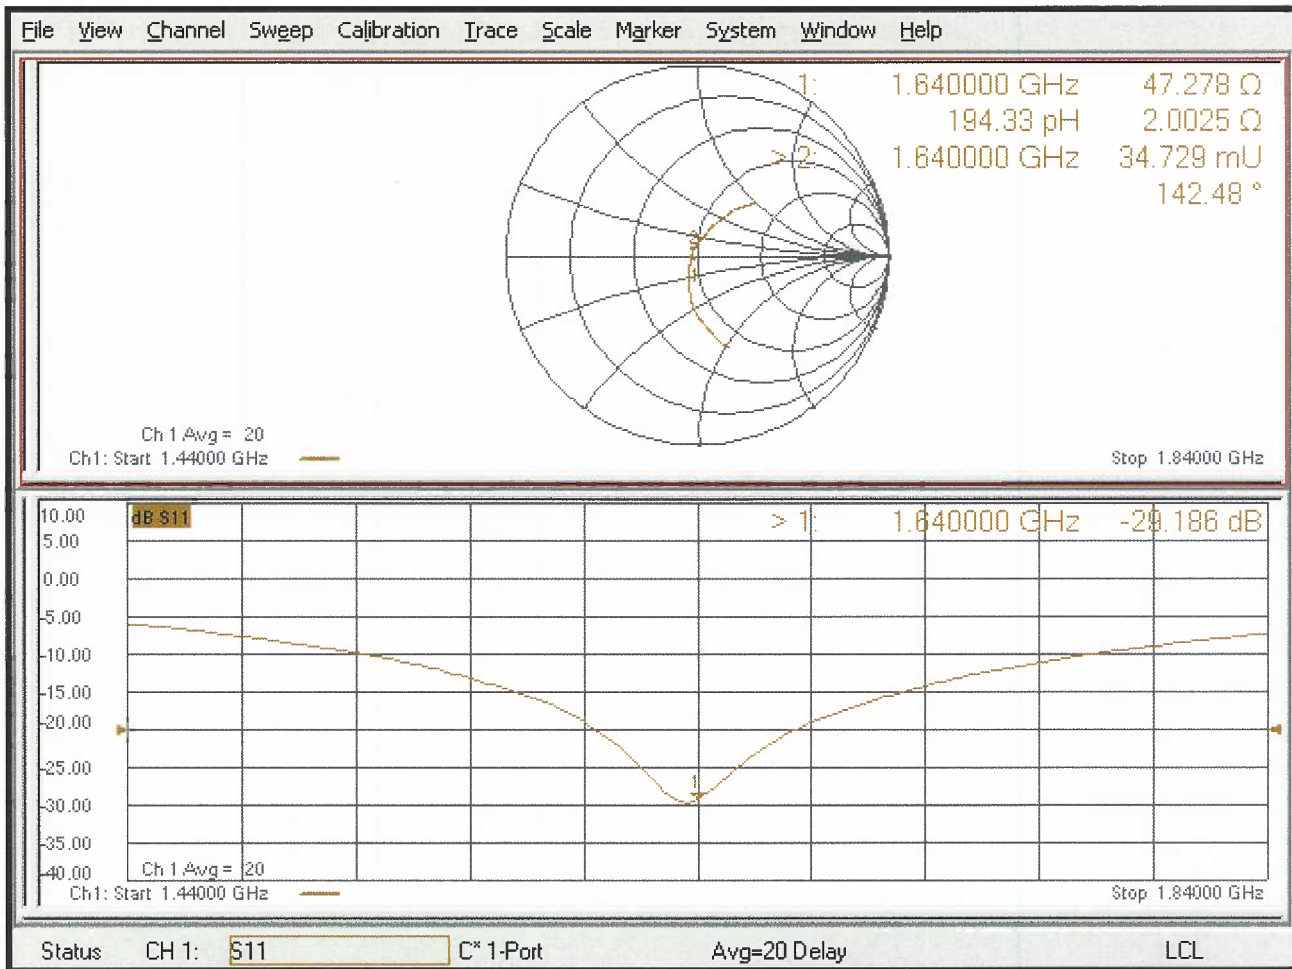 File View Channel Sweep Calibration Trace Scale Marker System Window Help
1: 1.640000 GHz 47.278 Ω
194.33 pH 2.0025 Ω
> 2: 1.640000 GHz 34.729 mU
142.48 °
Ch 1 Avg = 20
Ch1: Start 1.44000 GHz
Stop 1.84000 GHz
10.00
dB S11
> 1: 1.640000 GHz -29.186 dB
5.00
0.00
-5.00
-10.00
-15.00
-20.00
-25.00
1
-30.00
-35.00
-40.00
Ch 1 Avg = 20
Ch1: Start 1.44000 GHz
Stop 1.84000 GHz
Status CH 1: S11 C* 1-Port Avg=20 Delay LCL